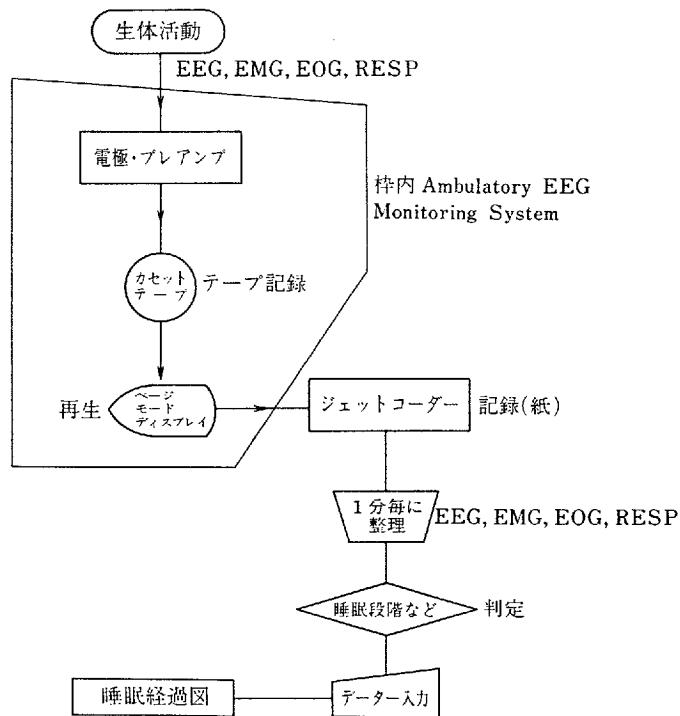 生体活動
EEG, EMG, EOG, RESP
電極・プレアンプ
枠内 Ambulatory EEG
Monitoring System
カセット
テープ
テープ記録
再生
ページ
モード
ディスプレイ
ジェットコーダー
記録(紙)
1分毎に
整理
EEG, EMG, EOG, RESP
睡眠段階など
判定
睡眠経過図
データー入力